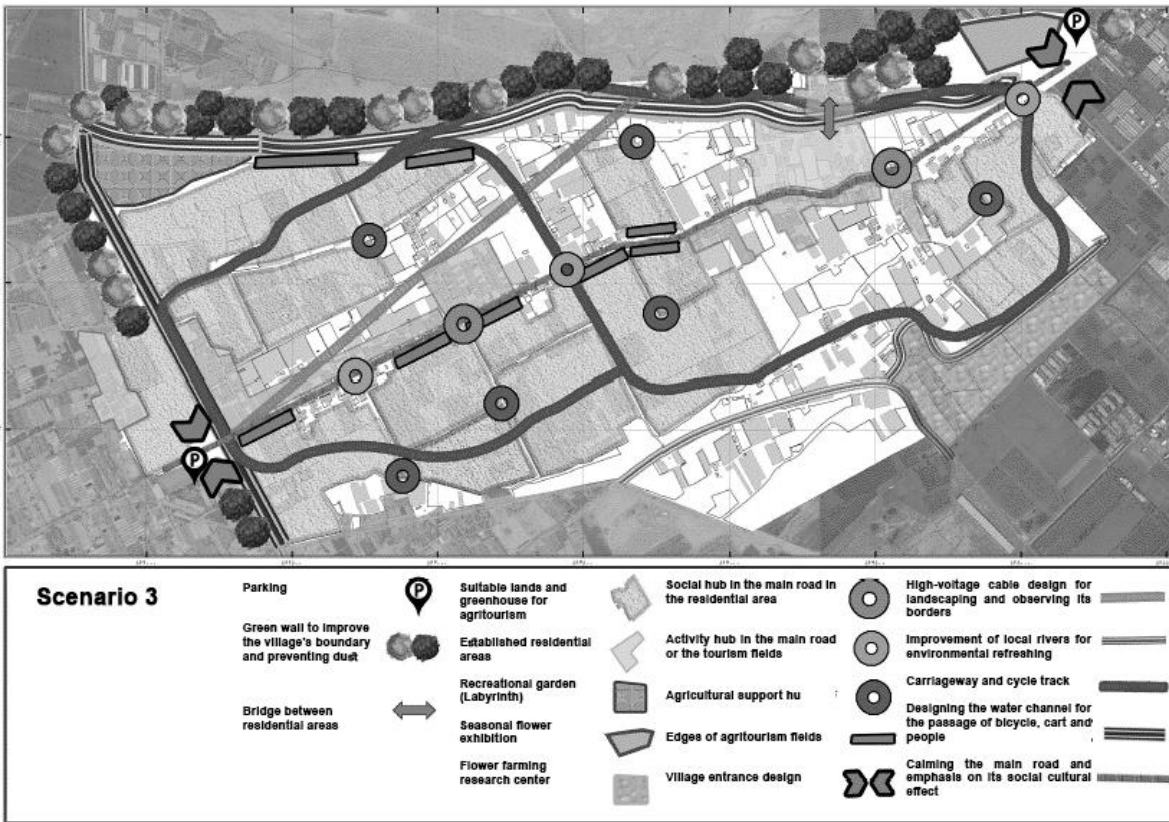 P
P
Scenario 3
Parking
Green wall to improve
the village's boundary
and preventing dust
Bridge between
residential areas
P
Suitable lands and
greenhouse for
agritourism
Established residential
areas
Recreational garden
(Labyrinth)
Seasonal flower
exhibition
Flower farming
research center
Social hub in the main road in
the residential area
Activity hub in the main road
or the tourism fields
Agricultural support hu
Edges of agritourism fields
Village entrance design
High-voltage cable design for
landscaping and observing its
borders
Improvement of local rivers for
environmental refreshing
Carriageway and cycle track
Designing the water channel for
the passage of bicycle, cart and
people
Calming the main road and
emphasis on its social cultural
effect